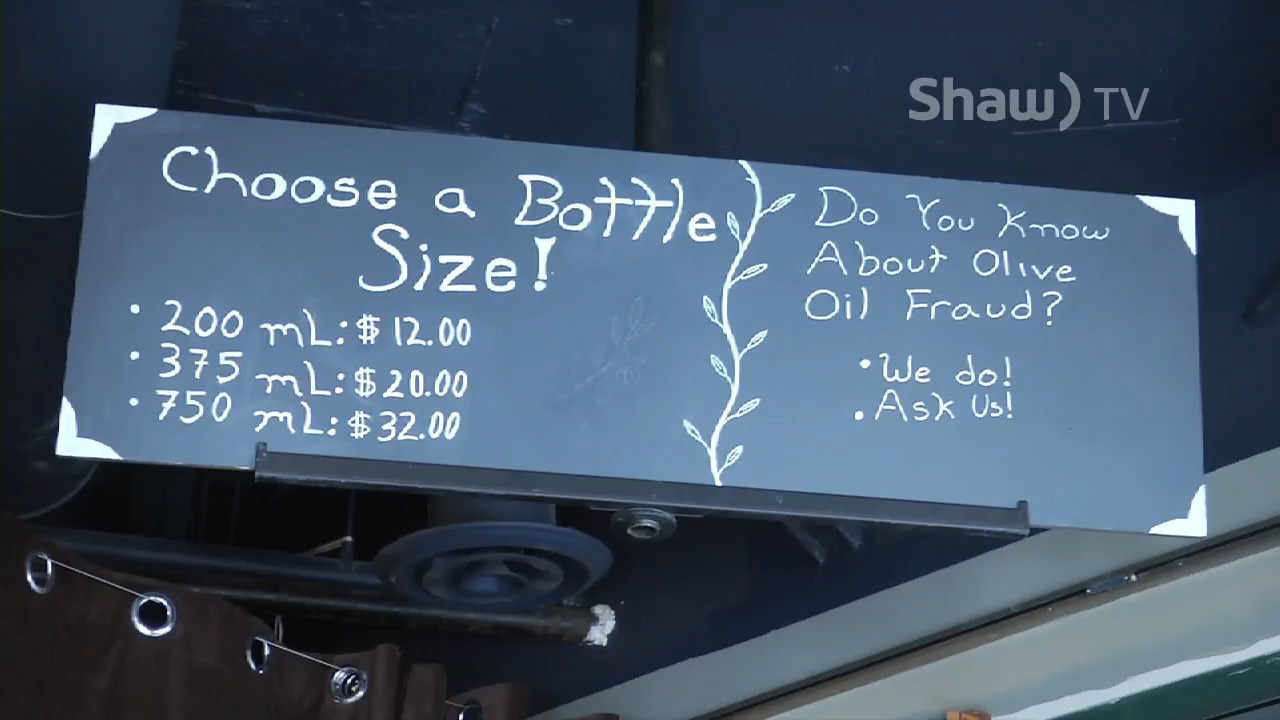 Shaw) TV
Choose a Bottle
Size!
• 200 mL: $12.00
• 375 mL: $20.00
• 750 mL: $32.00
Do You Know
About Olive
Oil Fraud?
• We do!
• Ask Us!